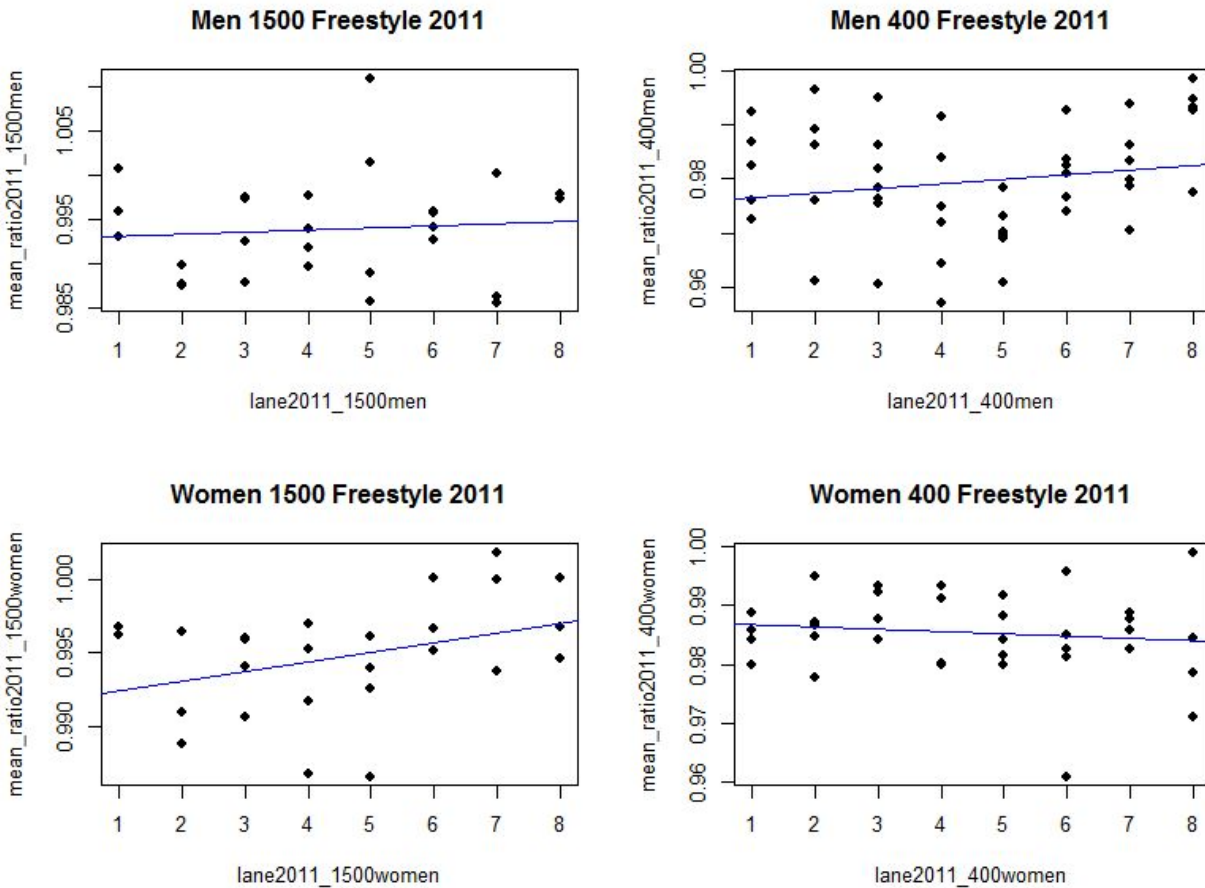 Men 1500 Freestyle 2011
mean_ratio2011_1500men
1.005
0.995
0.985
1 2 3 4 5 6 7 8
lane2011_1500men
Men 400 Freestyle 2011
mean_ratio2011_400men
1.00
0.98
0.96
1 2 3 4 5 6 7 8
lane2011_400men
Women 1500 Freestyle 2011
mean_ratio2011_1500women
1.000
0.995
0.990
1 2 3 4 5 6 7 8
lane2011_1500women
Women 400 Freestyle 2011
mean_ratio2011_400women
1.00
0.99
0.98
0.97
0.96
1 2 3 4 5 6 7 8
lane2011_400women